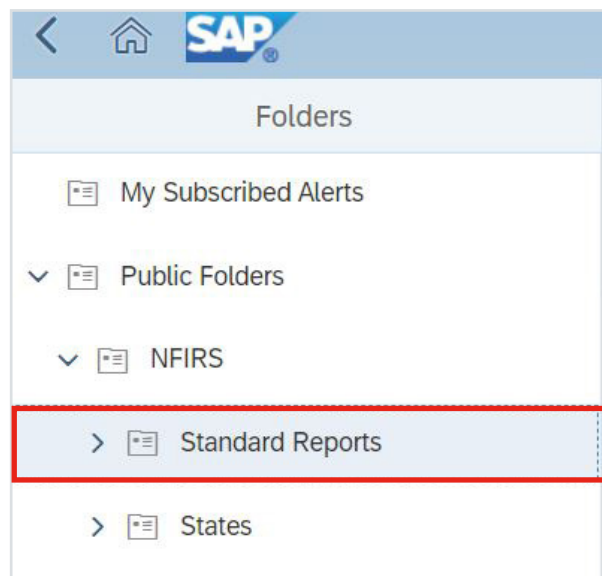 SAP®
Folders
My Subscribed Alerts
Public Folders
NFIRS
Standard Reports
States